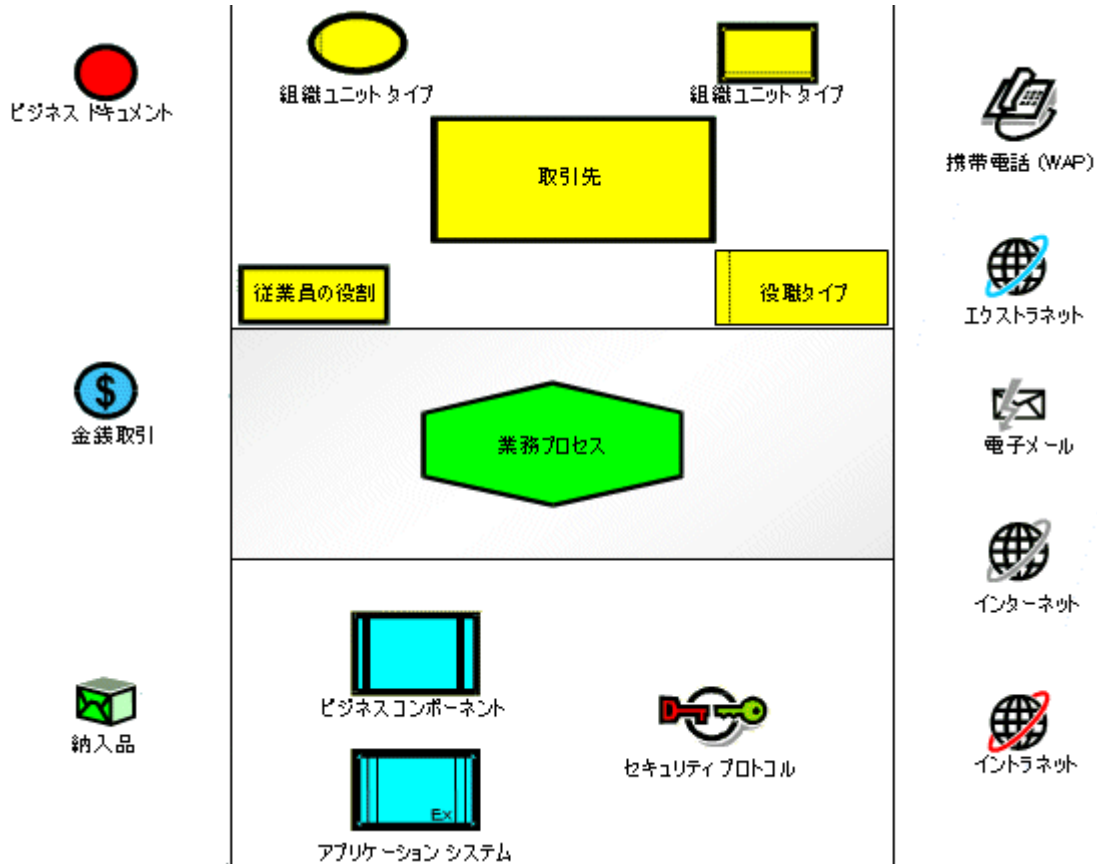 ビジネス ドキュメント
組織ユニット タイプ
組織ユニット タイプ
取引先
従業員の役割
役職タイプ
携帯電話 (WAP)
エクストラネット
$
金銭取引
業務プロセス
電子メール
インターネット
納入品
ビジネスコンポーネント
Ex
アプリケーション システム
セキュリティ プロトコル
イントラネット